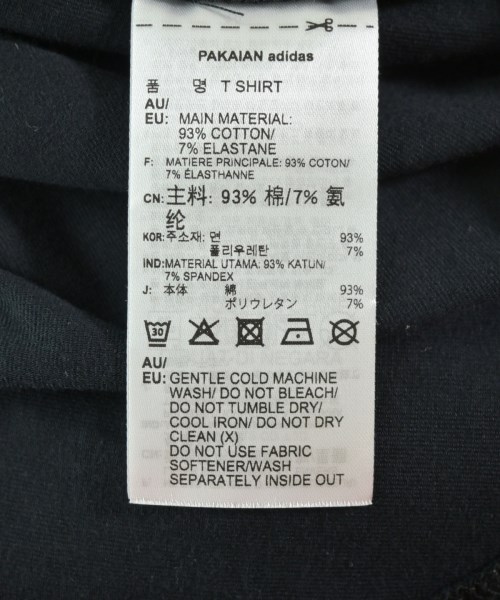 PAKAIAN adidas
품 명 T SHIRT
AU/
EU: MAIN MATERIAL:
93% COTTON/
7% ELASTANE
F: MATIERE PRINCIPALE: 93% COTON/
7% ÉLASTHANNE
CN: 主料: 93% 棉/7% 氨
纶
KOR: 주소재: 면 93%
폴리우레탄 7%
IND: MATERIAL UTAMA: 93% KATUN/
7% SPANDEX
J: 本体 綿 93%
ポリウレタン 7%
30
AU/
EU: GENTLE COLD MACHINE
WASH/ DO NOT BLEACH/
DO NOT TUMBLE DRY/
COOL IRON/ DO NOT DRY
CLEAN (X)
DO NOT USE FABRIC
SOFTENER/WASH
SEPARATELY INSIDE OUT